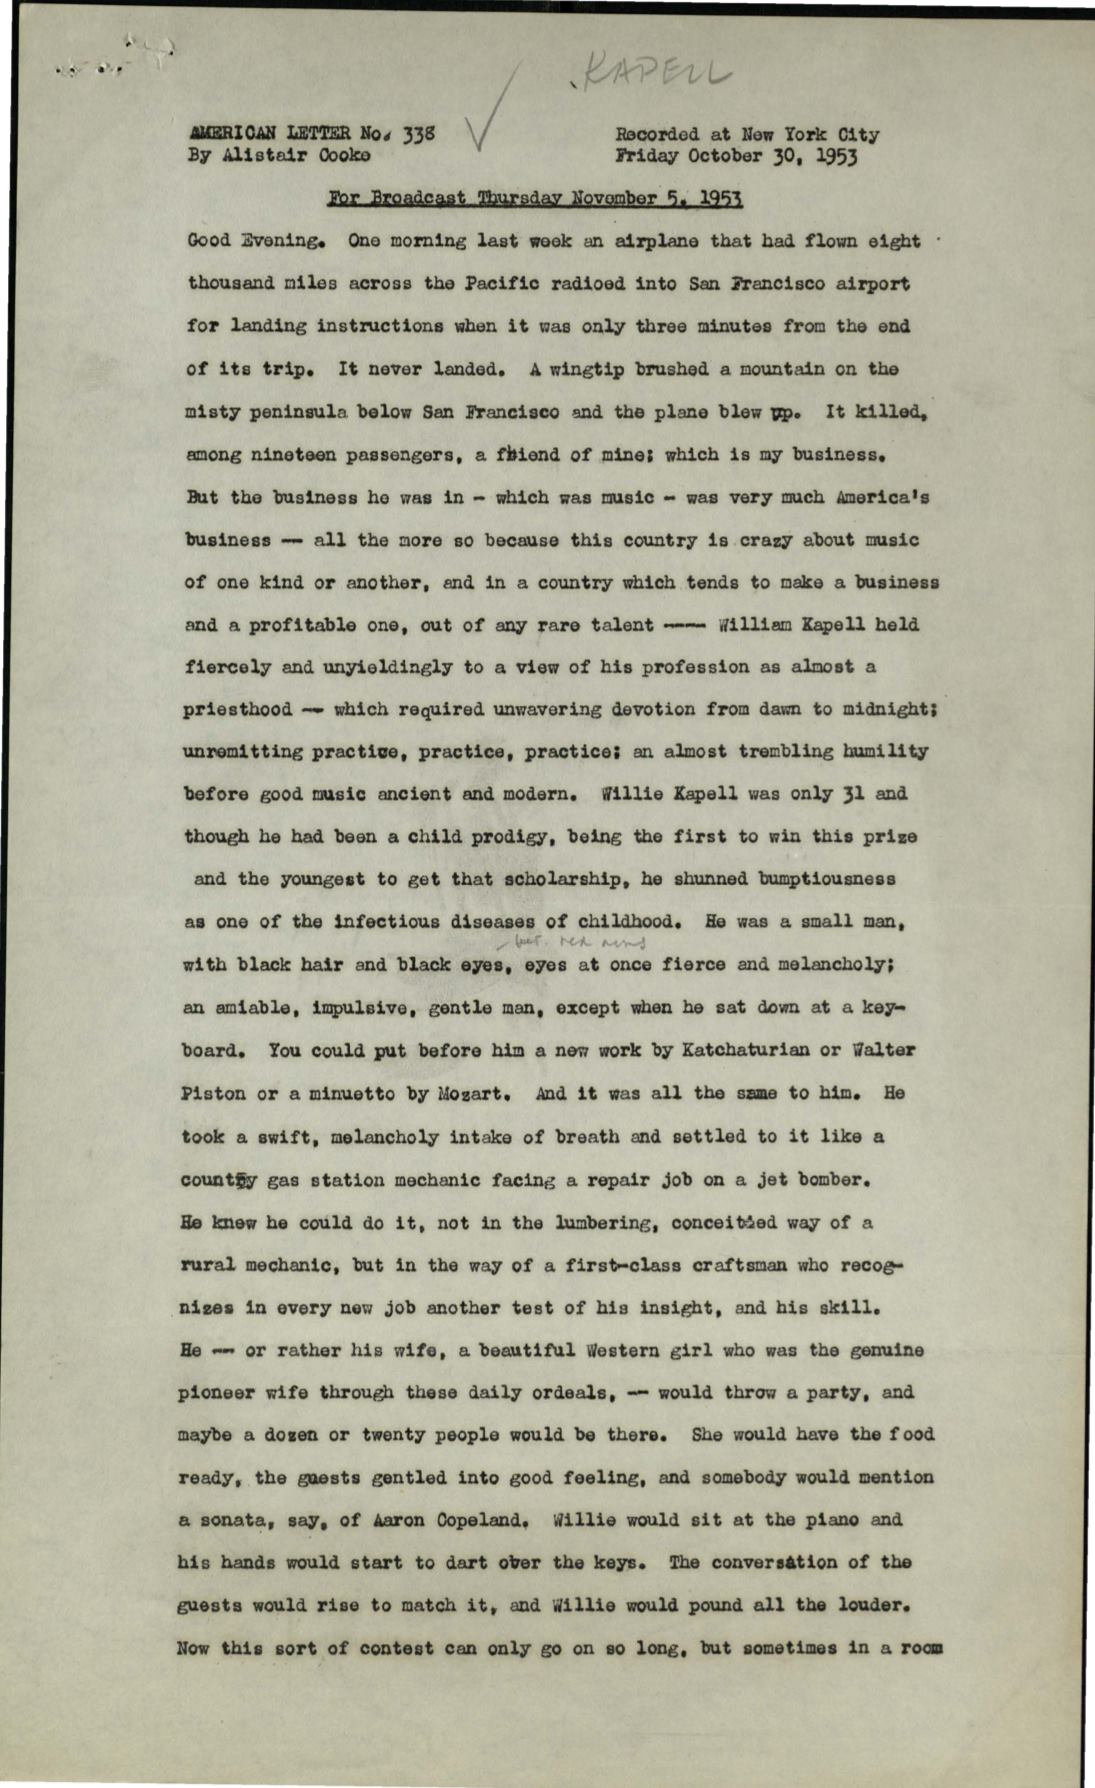 KAPELL
AMERICAN LETTER No. 338
Recorded at New York City
By Alistair Cooke
Friday October 30, 1953
For Broadcast Thursday November 5. 1953
Good Evening.  One morning last week an airplane that had flown eight
thousand miles across the Pacific radioed into San Francisco airport
for landing instructions when it was only three minutes from the end
of its trip.  It never landed.  A wingtip brushed a mountain on the
misty peninsula below San Francisco and the plane blew up.  It killed,
among nineteen passengers, a friend of mine; which is my business.
But the business he was in - which was music - was very much America's
business -- all the more so because this country is crazy about music
of one kind or another, and in a country which tends to make a business
and a profitable one, out of any rare talent ---- William Kapell held
fiercely and unyieldingly to a view of his profession as almost a
priesthood -- which required unwavering devotion from dawn to midnight;
unremitting practice, practice, practice; an almost trembling humility
before good music ancient and modern.  Willie Kapell was only 31 and
though he had been a child prodigy, being the first to win this prize
and the youngest to get that scholarship, he shunned bumptiousness
as one of the infectious diseases of childhood.  He was a small man,
with black hair and black eyes, eyes at once fierce and melancholy;
an amiable, impulsive, gentle man, except when he sat down at a key-
board.  You could put before him a new work by Katchaturian or Walter
Piston or a minuetto by Mozart.  And it was all the same to him.  He
took a swift, melancholy intake of breath and settled to it like a
country gas station mechanic facing a repair job on a jet bomber.
He knew he could do it, not in the lumbering, conceited way of a
rural mechanic, but in the way of a first-class craftsman who recog-
nizes in every new job another test of his insight, and his skill.
He -- or rather his wife, a beautiful Western girl who was the genuine
pioneer wife through these daily ordeals, -- would throw a party, and
maybe a dozen or twenty people would be there.  She would have the food
ready, the guests gentled into good feeling, and somebody would mention
a sonata, say, of Aaron Copeland.  Willie would sit at the piano and
his hands would start to dart over the keys.  The conversation of the
guests would rise to match it, and Willie would pound all the louder.
Now this sort of contest can only go on so long, but sometimes in a room